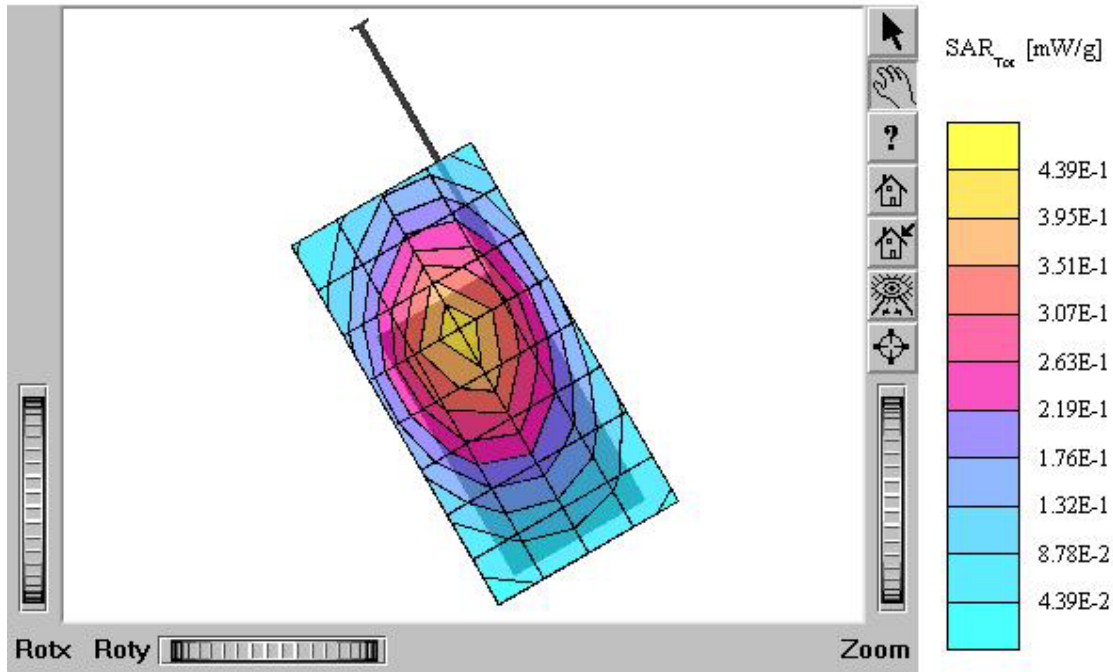 SAR_Tot [mW/g]
?
4.39E-1
3.95E-1
3.51E-1
3.07E-1
2.63E-1
2.19E-1
1.76E-1
1.32E-1
8.78E-2
4.39E-2
Rotx Roty Zoom